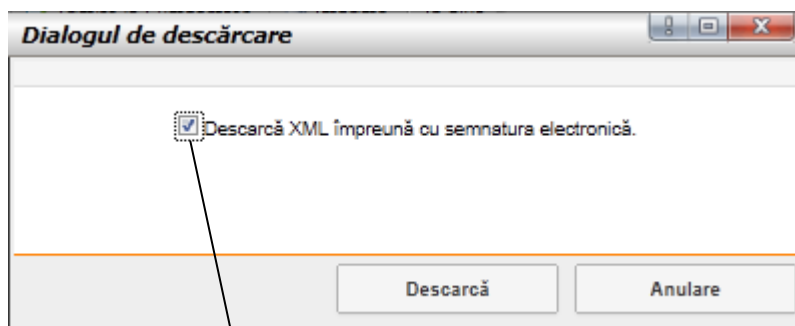 Dialogul de descărcare
Descarcă XML împreună cu semnatura electronică.
Descarcă
Anulare